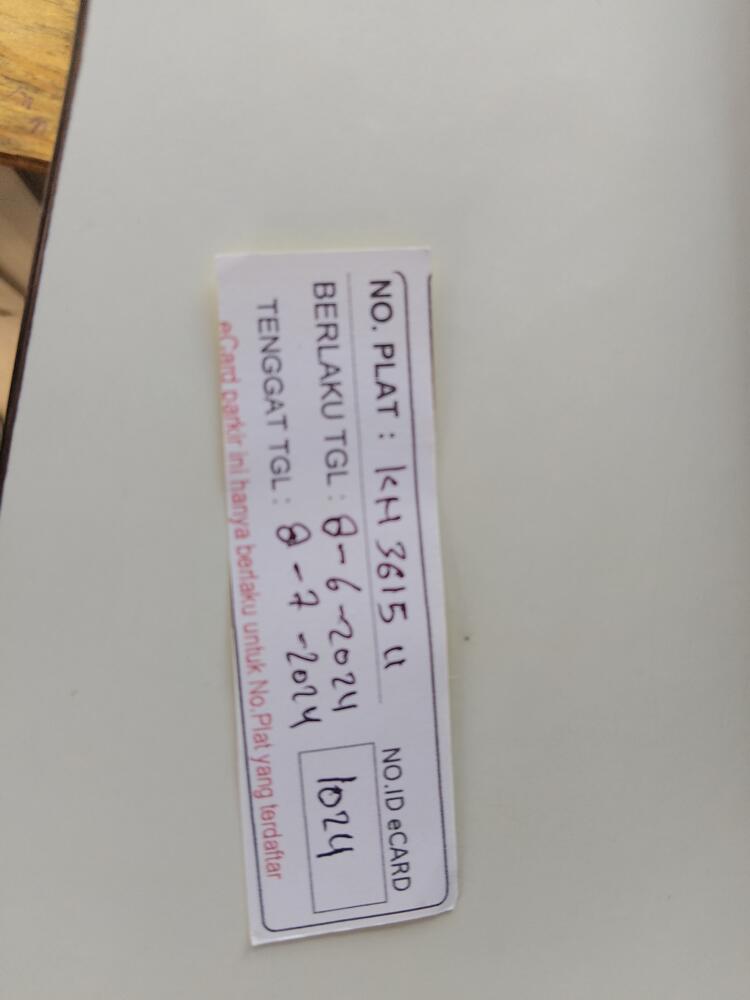 NO. PLAT : KH 3615 U
BERLAKU TGL : 8-6-2024
TENGGAT TGL : 8-7-2024
NO.ID eCARD
1024
eCard parkir ini hanya berlaku untuk No.Plat yang terdaftar